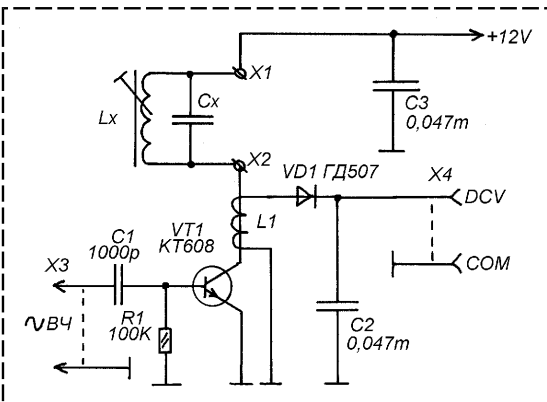 +12V
X1
Lx
Cx
C3
0,047m
X2
VD1 ГД507
X4
DCV
L1
VT1
КТ608
C1
1000p
X3
COM
R1
100K
∿ВЧ
C2
0,047m